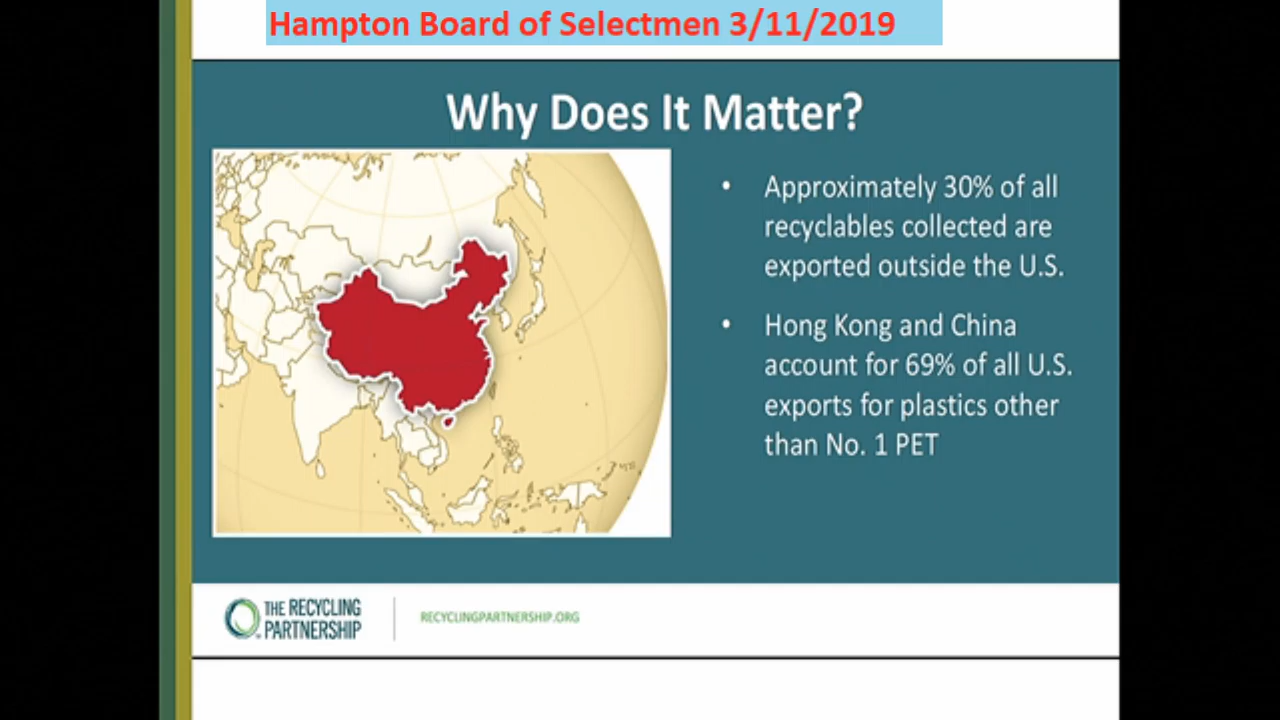 Hampton Board of Selectmen 3/11/2019
Why Does It Matter?
• Approximately 30% of all
recyclables collected are
exported outside the U.S.
• Hong Kong and China
account for 69% of all U.S.
exports for plastics other
than No. 1 PET
THE RECYCLING
PARTNERSHIP
RECYCLINGPARTNERSHIP.ORG